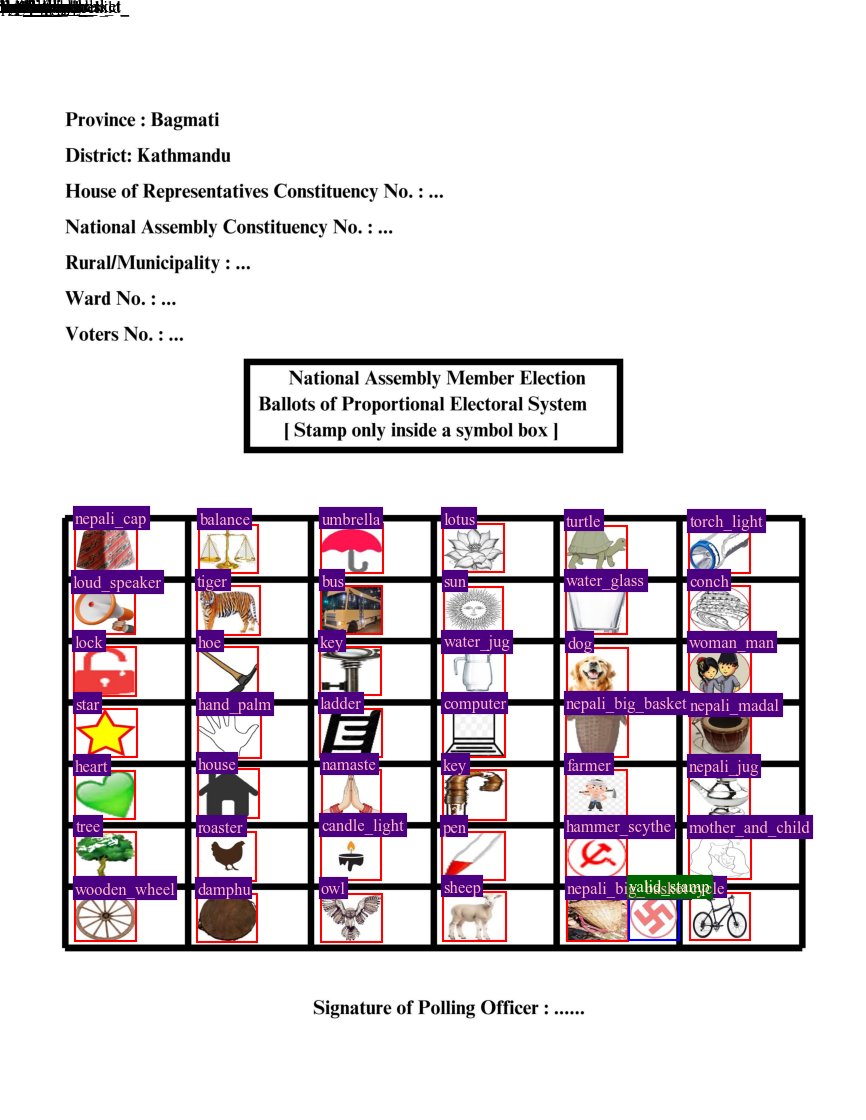 Province : Bagmati
District: Kathmandu
House of Representatives Constituency No. : ...
National Assembly Constituency No. : ...
Rural/Municipality : ...
Ward No. : ...
Voters No. : ...
National Assembly Member Election
Ballots of Proportional Electoral System
[ Stamp only inside a symbol box ]
nepali_cap balance umbrella lotus turtle torch_light
loud_speaker tiger bus sun water_glass conch
lock hoe key water_jug dog woman_man
star hand_palm ladder computer nepali_big_basket nepali_madal
heart house namaste key farmer nepali_jug
tree roaster candle_light pen hammer_scythe mother_and_child
wooden_wheel damphu owl sheep valid_stamp
Signature of Polling Officer : ......